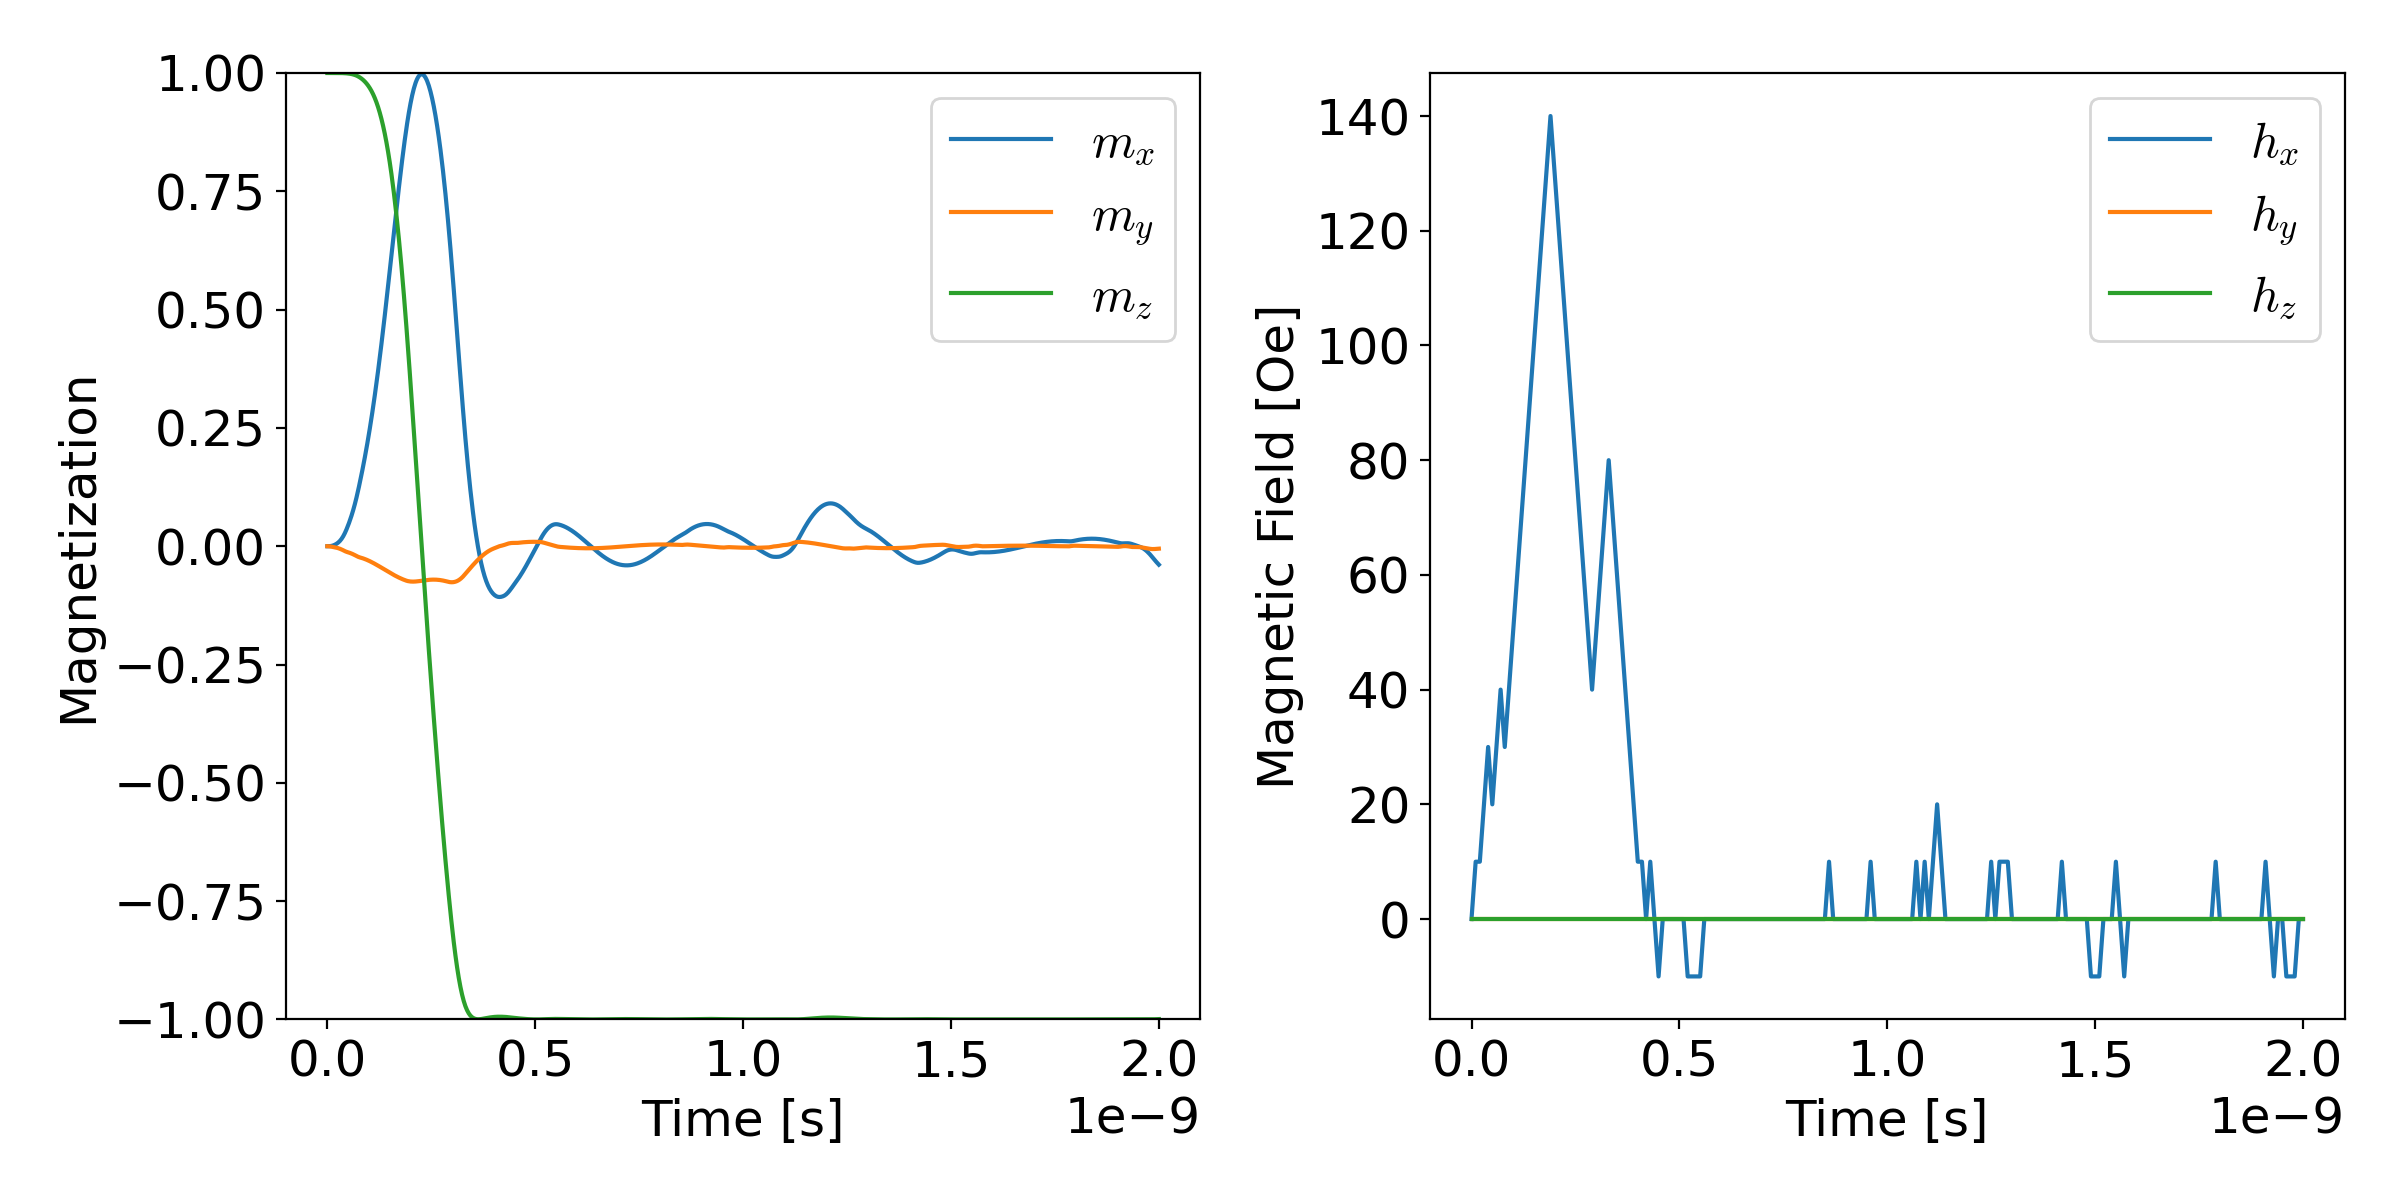 Magnetization
1.00
0.75
0.50
0.25
0.00
−0.25
−0.50
−0.75
−1.00
0.0 0.5 1.0 1.5 2.0
Time [s]
1e−9
m_x
m_y
m_z
Magnetic Field [Oe]
140
120
100
80
60
40
20
0
0.0 0.5 1.0 1.5 2.0
Time [s]
1e−9
h_x
h_y
h_z